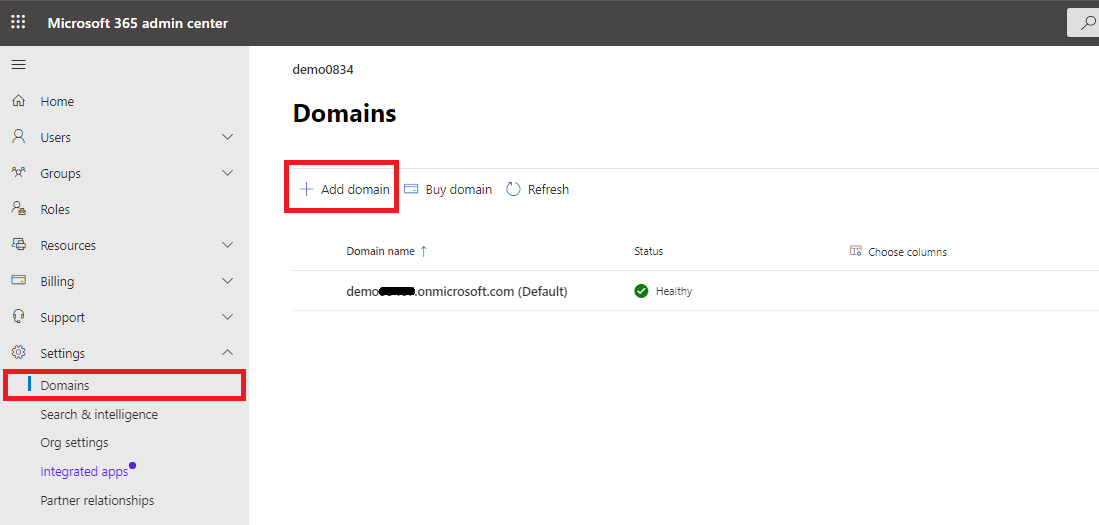 Microsoft 365 admin center
Home
Users
Groups
Roles
Resources
Billing
Support
Settings
Domains
Search & intelligence
Org settings
Integrated apps
Partner relationships
demo0834
Domains
Add domain Buy domain Refresh
Domain name ↑ Status Choose columns
demo .onmicrosoft.com (Default) Healthy